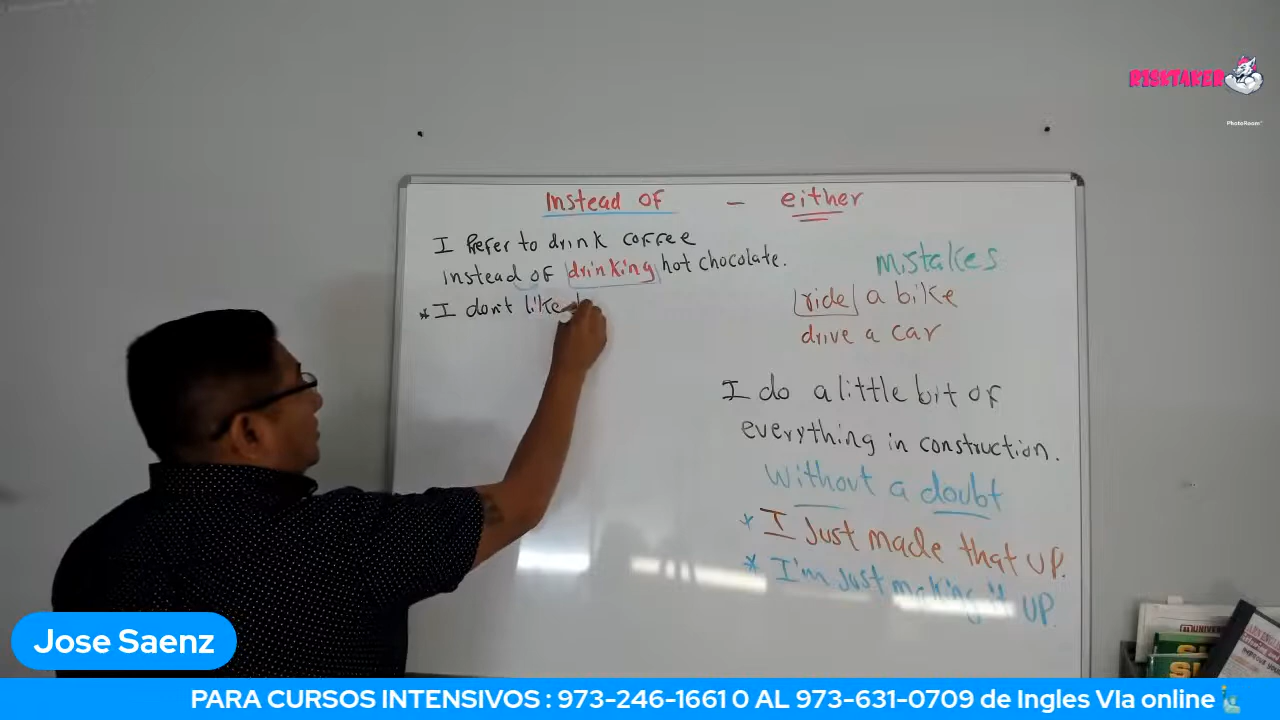 RISKTAKER
PhotoRoom
Instead OF - either
I Prefer to drink coffee
instead of drinking hot chocolate.
* I don't like
mistakes
ride a bike
drive a car
I do a little bit of
everything in construction.
without a doubt
* I Just made that UP.
* I'm Just making it UP.
Jose Saenz
PARA CURSOS INTENSIVOS : 973-246-1661 0 AL 973-631-0709 de Ingles VIa online